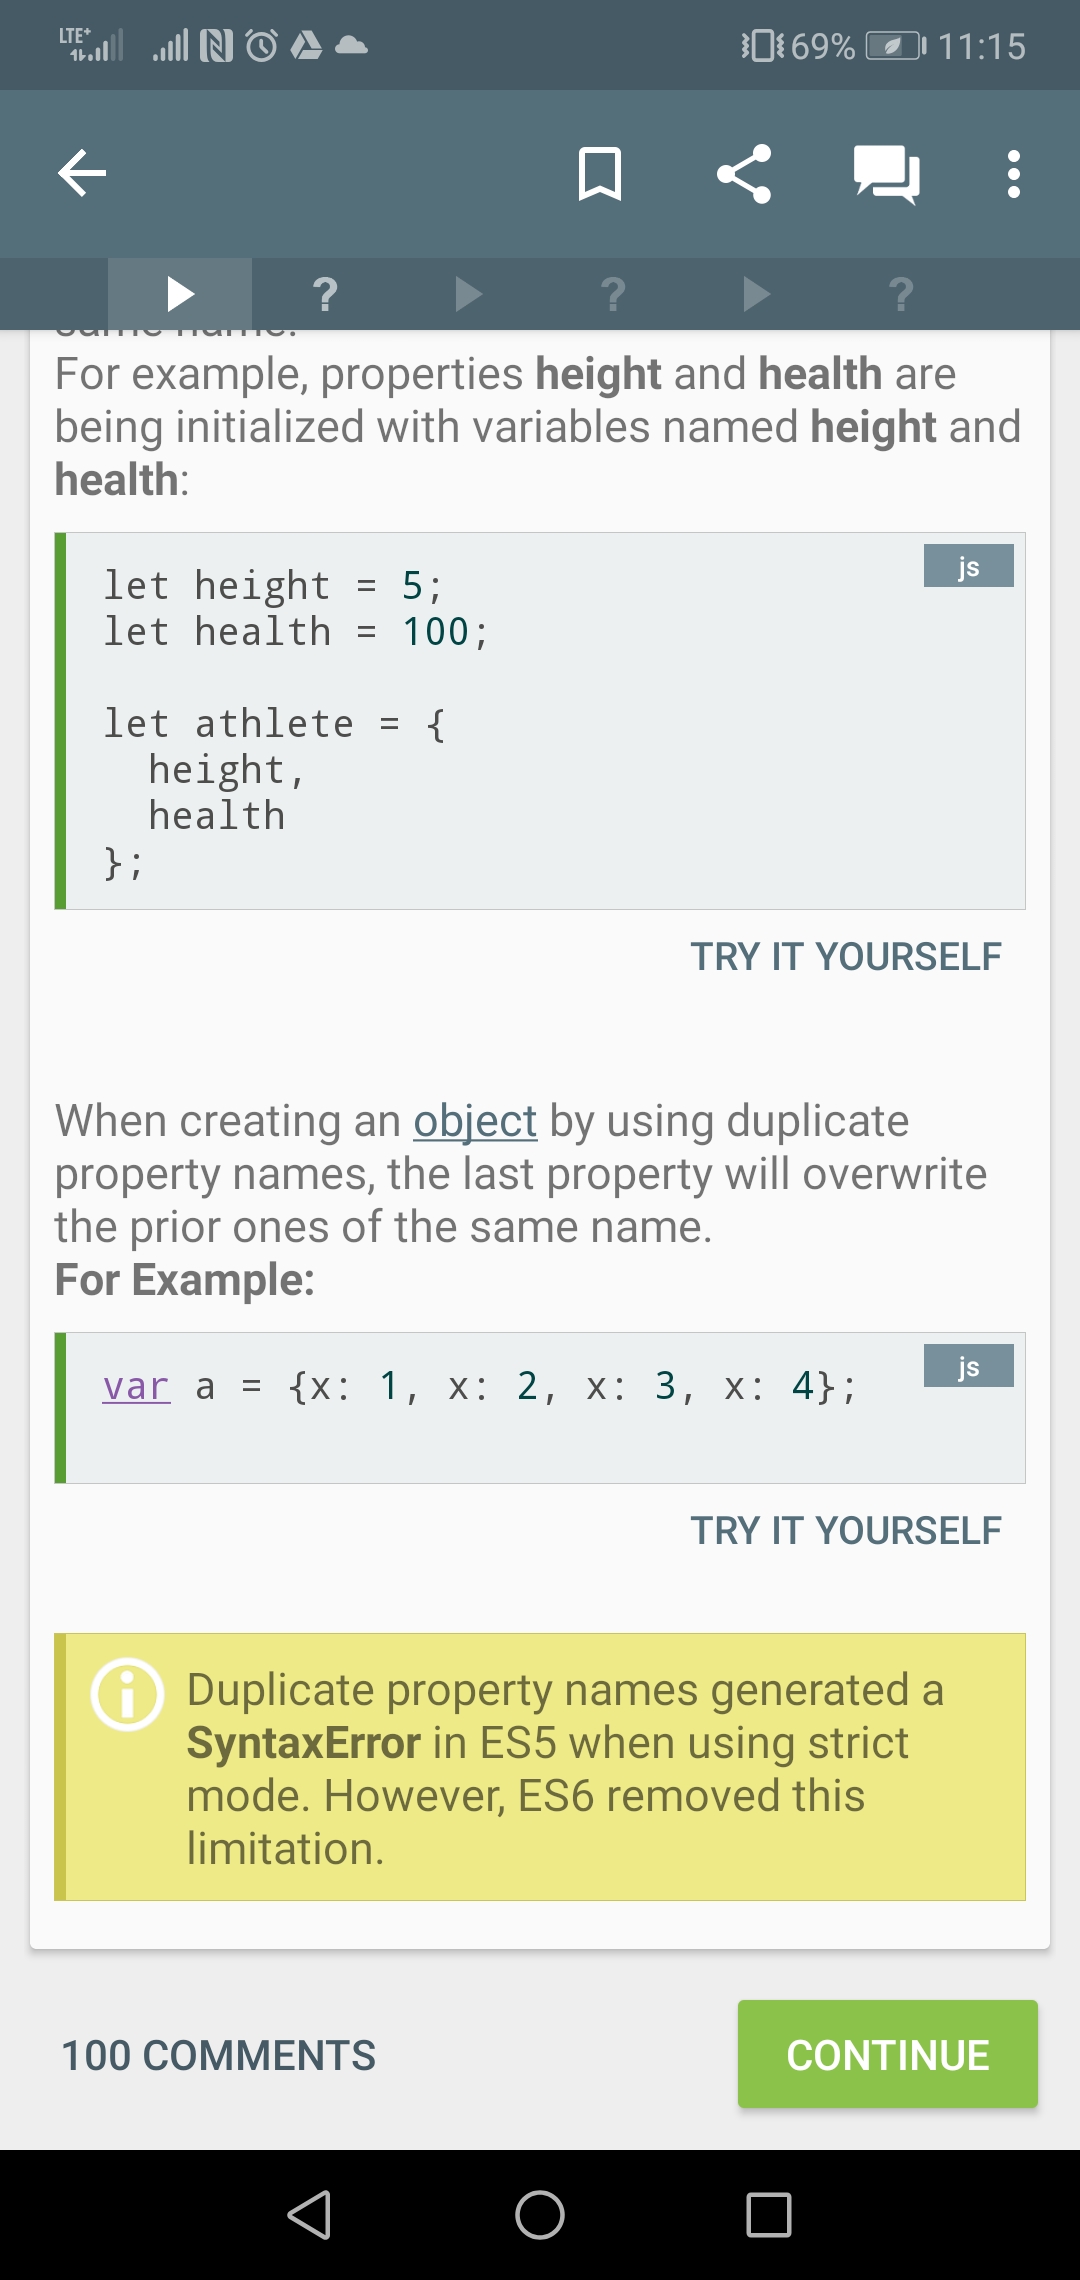 LTE+
69% 11:15
? ? ?
same name.
For example, properties height and health are
being initialized with variables named height and
health:
js
let height = 5;
let health = 100;
let athlete = {
height,
health
};
TRY IT YOURSELF
When creating an object by using duplicate
property names, the last property will overwrite
the prior ones of the same name.
For Example:
js
var a = {x: 1, x: 2, x: 3, x: 4};
TRY IT YOURSELF
Duplicate property names generated a
SyntaxError in ES5 when using strict
mode. However, ES6 removed this
limitation.
100 COMMENTS
CONTINUE